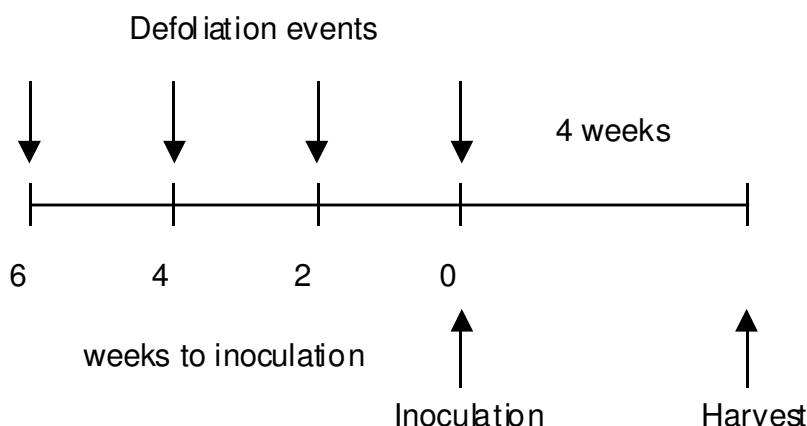 Defoliation events
4 weeks
6 4 2 0
weeks to inoculation
Inoculation Harvest